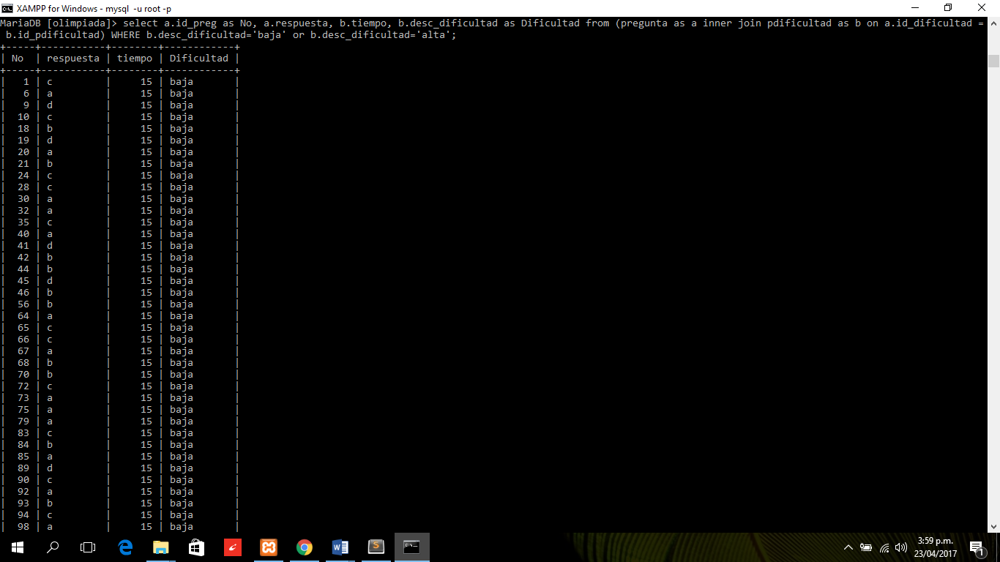 XAMPP for Windows - mysql  -u root -p
MariaDB [olimpiada]> select a.id_preg as No, a.respuesta, b.tiempo, b.desc_dificultad as Dificultad from (pregunta as a inner join pdificultad as b on a.id_dificultad =
 b.id_pdificultad) WHERE b.desc_dificultad='baja' or b.desc_dificultad='alta';
+-----+-----------+--------+------------+
| No  | respuesta | tiempo | Dificultad |
+-----+-----------+--------+------------+
|   1 | c         |     15 | baja       |
|   6 | a         |     15 | baja       |
|   9 | d         |     15 | baja       |
|  10 | c         |     15 | baja       |
|  18 | b         |     15 | baja       |
|  19 | d         |     15 | baja       |
|  20 | a         |     15 | baja       |
|  21 | b         |     15 | baja       |
|  24 | c         |     15 | baja       |
|  28 | c         |     15 | baja       |
|  30 | a         |     15 | baja       |
|  32 | a         |     15 | baja       |
|  35 | c         |     15 | baja       |
|  40 | a         |     15 | baja       |
|  41 | d         |     15 | baja       |
|  42 | b         |     15 | baja       |
|  44 | b         |     15 | baja       |
|  45 | d         |     15 | baja       |
|  46 | b         |     15 | baja       |
|  56 | b         |     15 | baja       |
|  64 | a         |     15 | baja       |
|  65 | c         |     15 | baja       |
|  66 | c         |     15 | baja       |
|  67 | a         |     15 | baja       |
|  68 | b         |     15 | baja       |
|  70 | b         |     15 | baja       |
|  72 | c         |     15 | baja       |
|  73 | a         |     15 | baja       |
|  75 | a         |     15 | baja       |
|  79 | a         |     15 | baja       |
|  83 | c         |     15 | baja       |
|  84 | b         |     15 | baja       |
|  85 | a         |     15 | baja       |
|  89 | d         |     15 | baja       |
|  90 | c         |     15 | baja       |
|  92 | a         |     15 | baja       |
|  93 | b         |     15 | baja       |
|  94 | c         |     15 | baja       |
|  98 | a         |     15 | baja       |
3:59 p.m.
23/04/2017
1